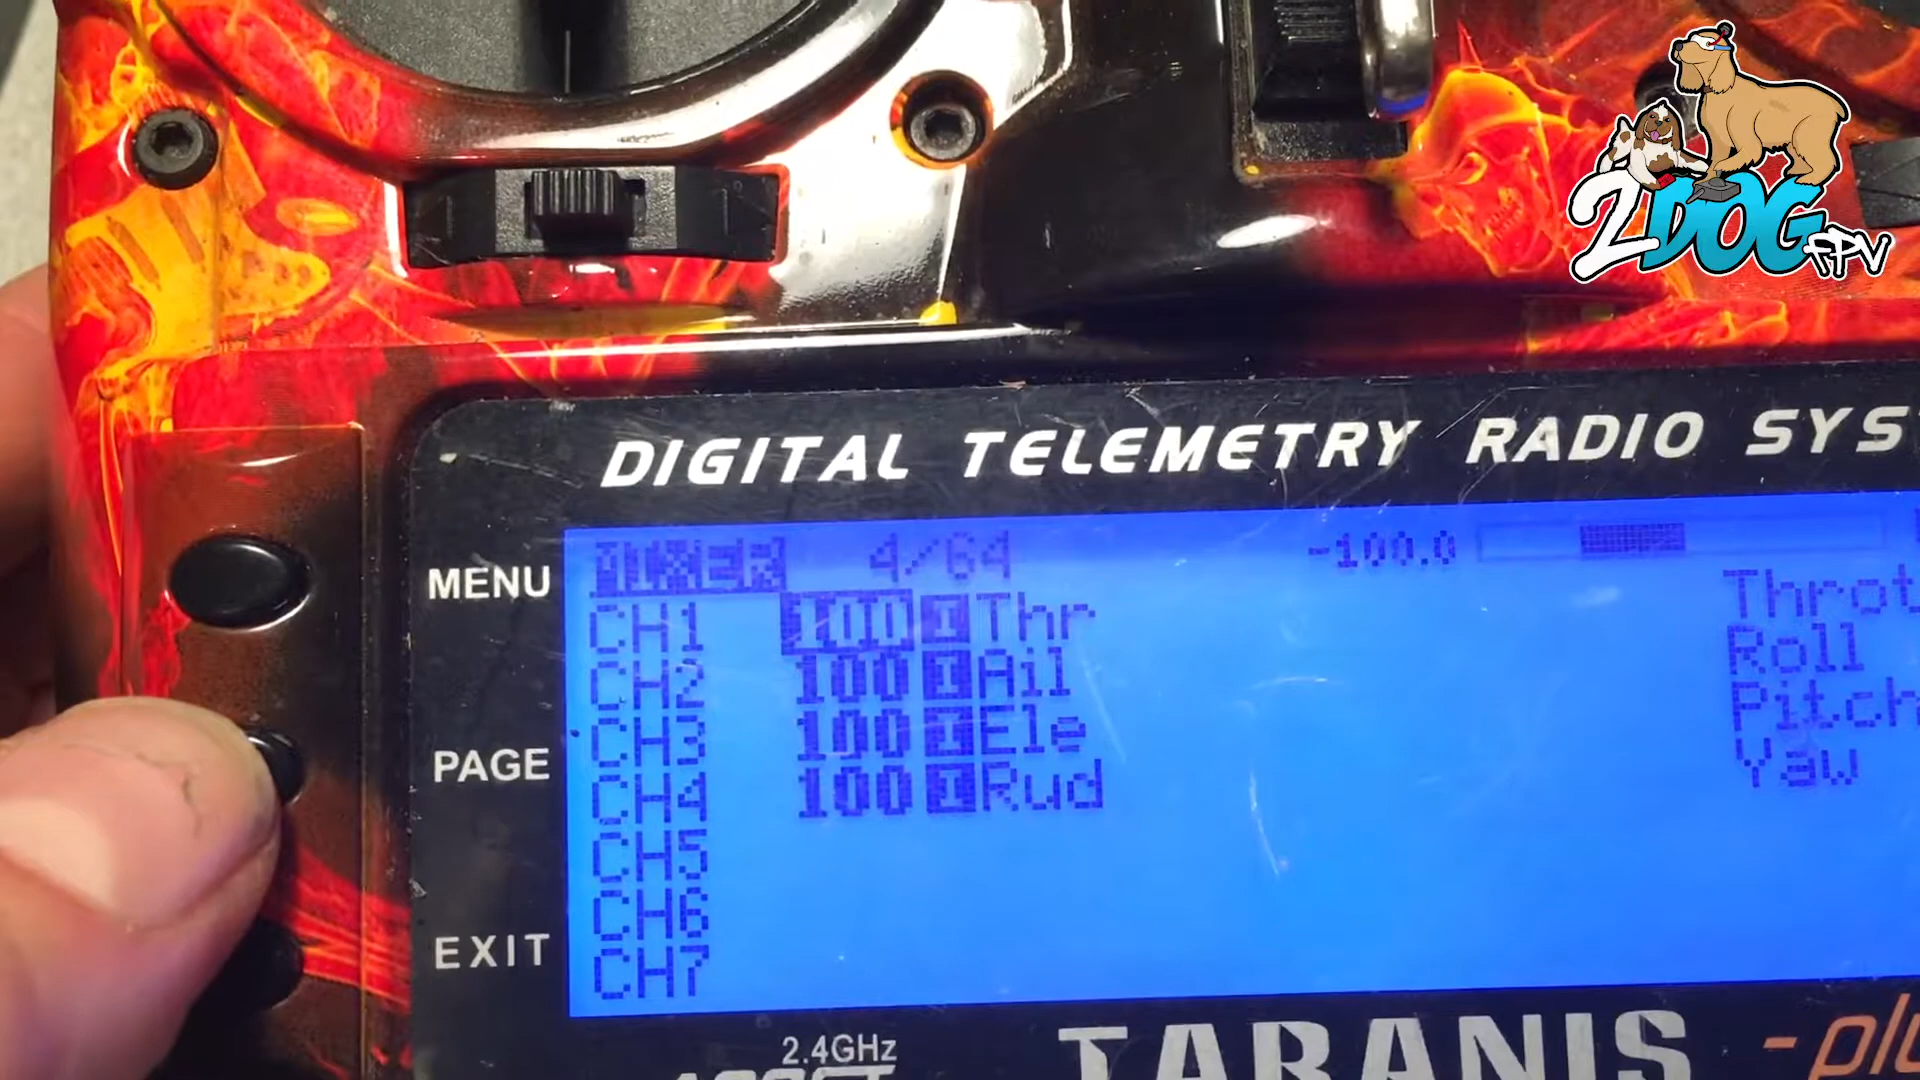 2DOG FPV
DIGITAL TELEMETRY RADIO SYS
MENU
PAGE
EXIT
MIXER 4/64 -100.0
CH1 100 I Thr Throt
CH2 100 I Ail Roll
CH3 100 I Ele Pitch
CH4 100 I Rud Yaw
CH5
CH6
CH7
2.4GHz
TARANIS -plu